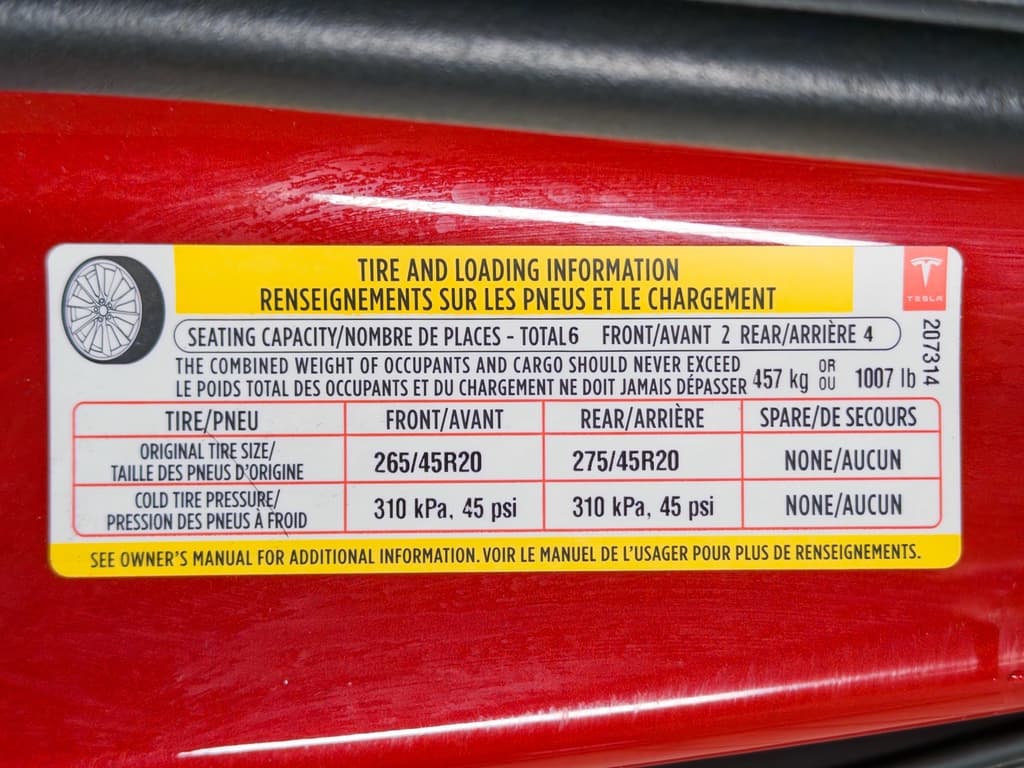 TIRE AND LOADING INFORMATION
RENSEIGNEMENTS SUR LES PNEUS ET LE CHARGEMENT
TESLA
SEATING CAPACITY/NOMBRE DE PLACES - TOTAL 6 FRONT/AVANT 2 REAR/ARRIÈRE 4
THE COMBINED WEIGHT OF OCCUPANTS AND CARGO SHOULD NEVER EXCEED
LE POIDS TOTAL DES OCCUPANTS ET DU CHARGEMENT NE DOIT JAMAIS DÉPASSER
457 kg OR
OU 1007 lb
207314
TIRE/PNEU FRONT/AVANT REAR/ARRIÈRE SPARE/DE SECOURS
ORIGINAL TIRE SIZE/
TAILLE DES PNEUS D'ORIGINE
265/45R20 275/45R20 NONE/AUCUN
COLD TIRE PRESSURE/
PRESSION DES PNEUS À FROID
310 kPa, 45 psi 310 kPa, 45 psi NONE/AUCUN
SEE OWNER'S MANUAL FOR ADDITIONAL INFORMATION. VOIR LE MANUEL DE L'USAGER POUR PLUS DE RENSEIGNEMENTS.